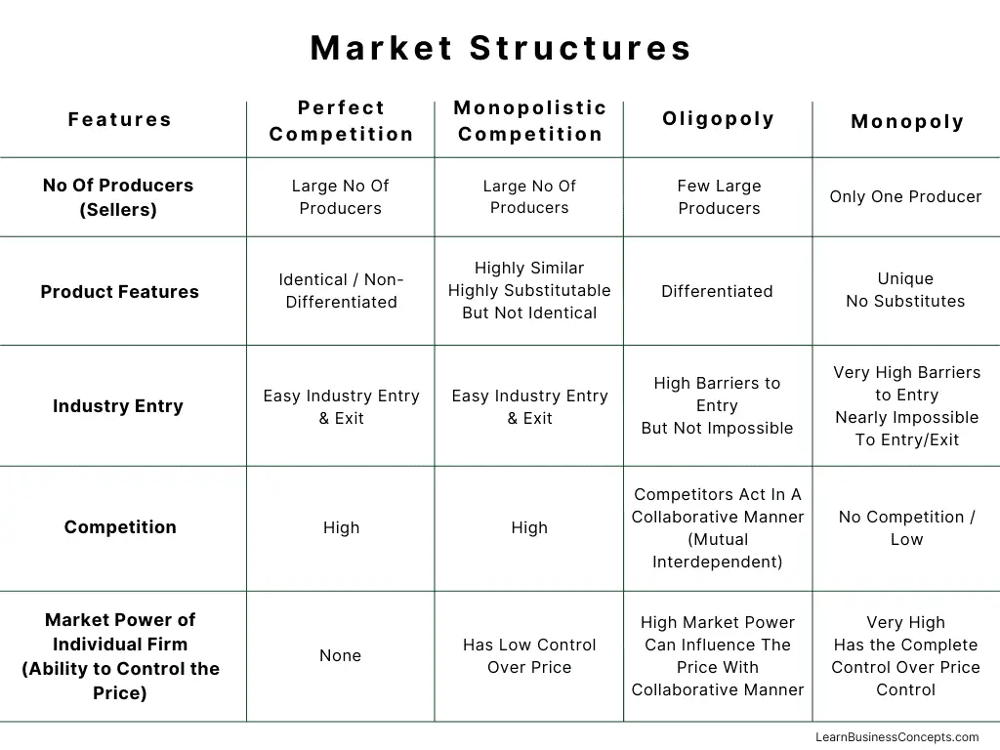 Market Structures
Features
Perfect
Competition
Monopolistic
Competition
Oligopoly
Monopoly
No Of Producers
(Sellers)
Large No Of
Producers
Large No Of
Producers
Few Large
Producers
Only One Producer
Product Features
Identical / Non-
Differentiated
Highly Similar
Highly Substitutable
But Not Identical
Differentiated
Unique
No Substitutes
Industry Entry
Easy Industry Entry
& Exit
Easy Industry Entry
& Exit
High Barriers to
Entry
But Not Impossible
Very High Barriers
to Entry
Nearly Impossible
To Entry/Exit
Competition
High
High
Competitors Act In A
Collaborative Manner
(Mutual
Interdependent)
No Competition /
Low
Market Power of
Individual Firm
(Ability to Control the
Price)
None
Has Low Control
Over Price
High Market Power
Can Influence The
Price With
Collaborative Manner
Very High
Has the Complete
Control Over Price
Control
LearnBusinessConcepts.com